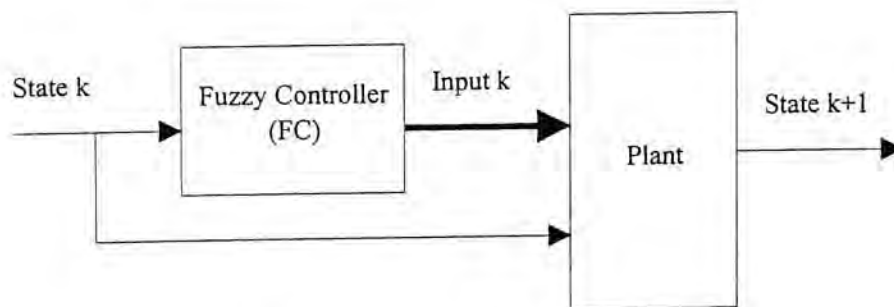 State k
Fuzzy Controller
(FC)
Input k
Plant
State k+1